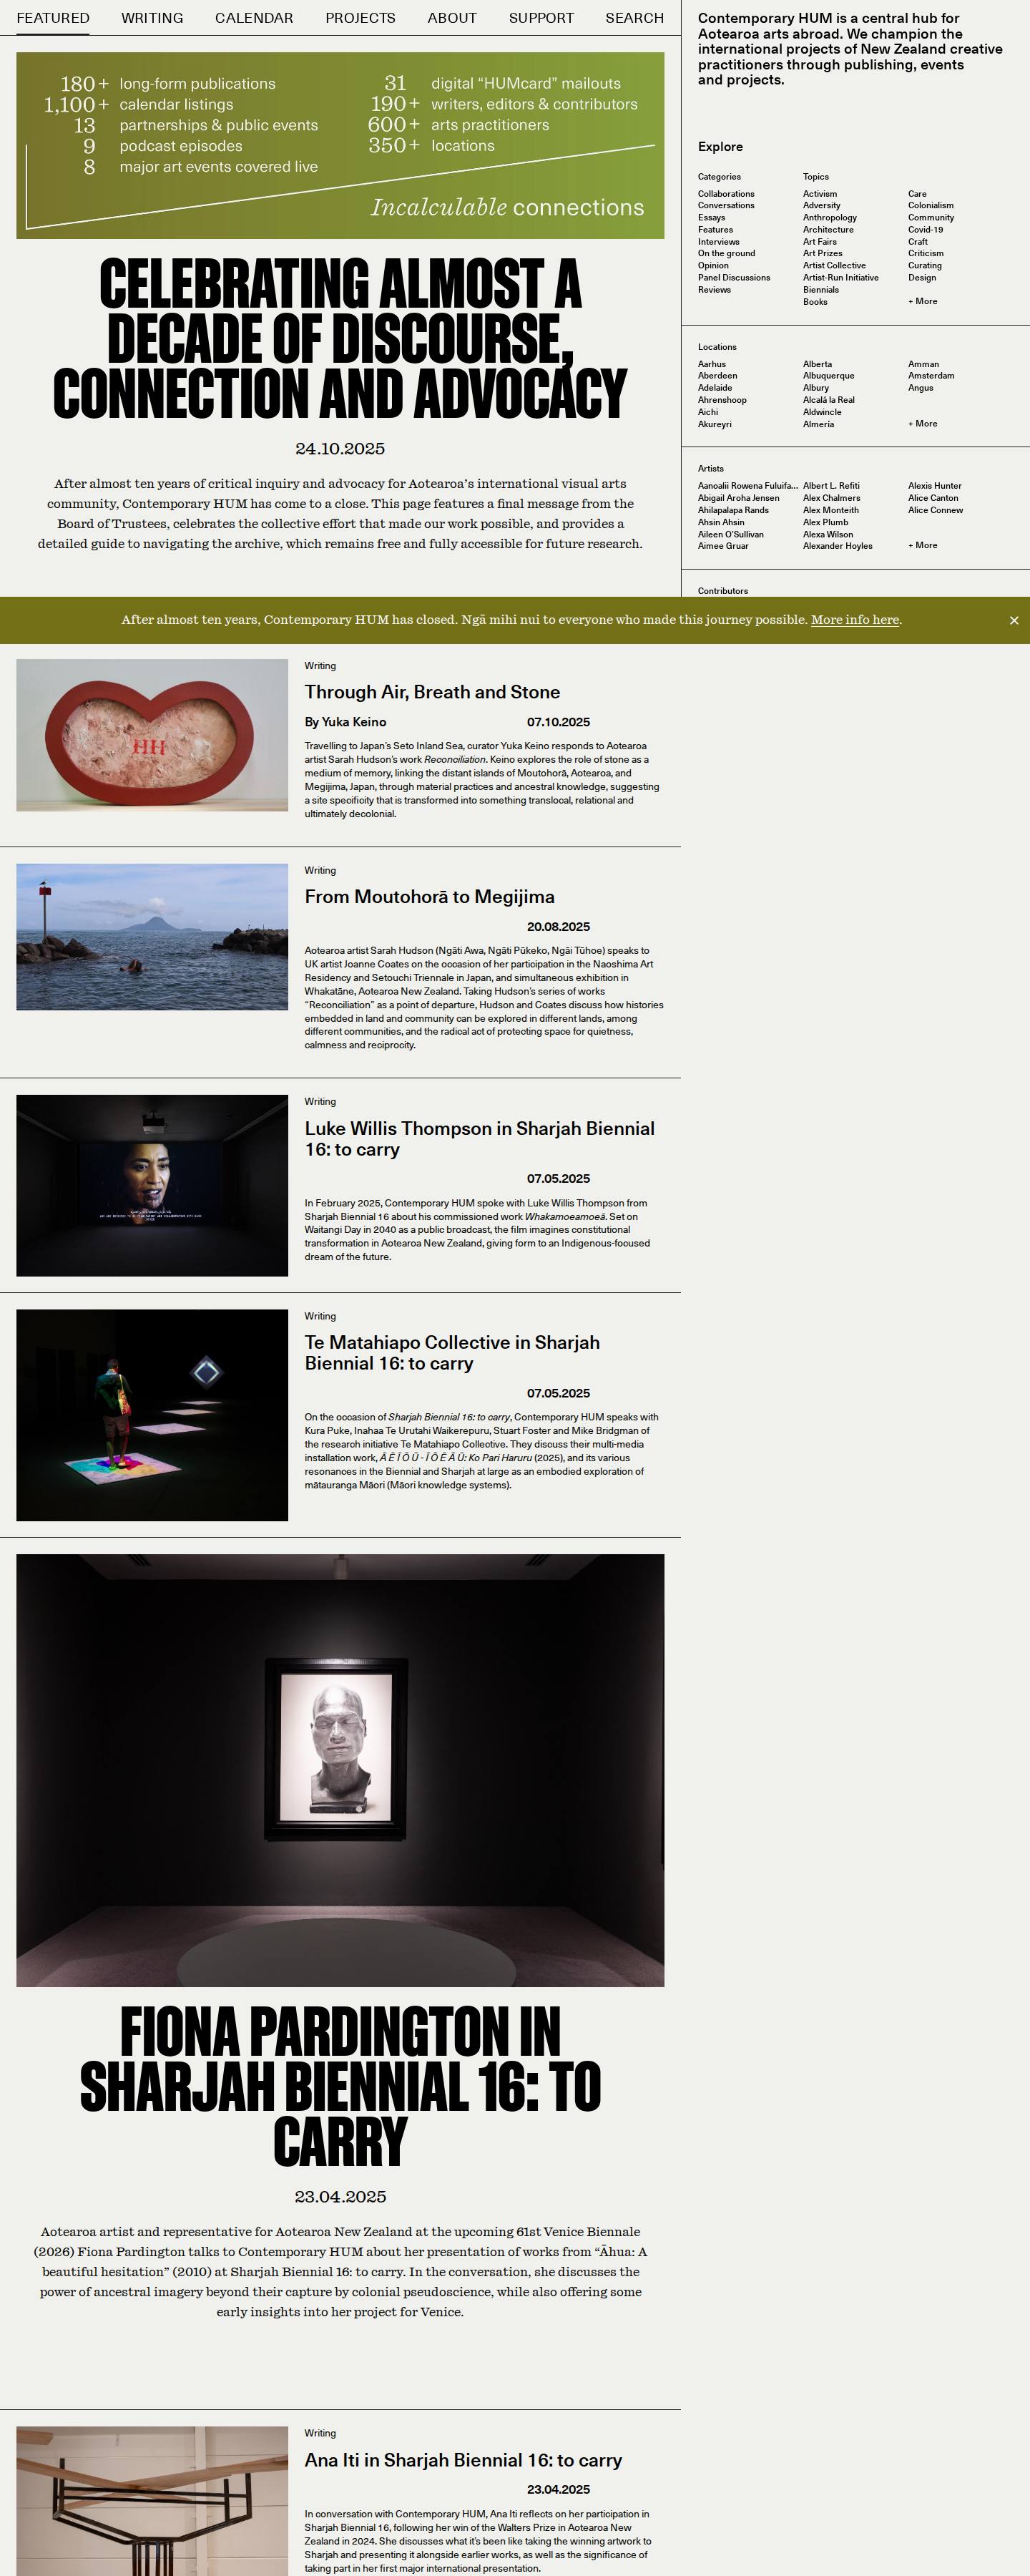 FEATURED WRITING CALENDAR PROJECTS ABOUT SUPPORT SEARCH
180+ long-form publications
1,100+ calendar listings
13 partnerships & public events
9 podcast episodes
8 major art events covered live
31 digital “HUMcard” mailouts
190+ writers, editors & contributors
600+ arts practitioners
350+ locations
Incalculable connections
CELEBRATING ALMOST A
DECADE OF DISCOURSE,
CONNECTION AND ADVOCACY
24.10.2025
After almost ten years of critical inquiry and advocacy for Aotearoa’s international visual arts
community, Contemporary HUM has come to a close. This page features a final message from the
Board of Trustees, celebrates the collective effort that made our work possible, and provides a
detailed guide to navigating the archive, which remains free and fully accessible for future research.
Contemporary HUM is a central hub for
Aotearoa arts abroad. We champion the
international projects of New Zealand creative
practitioners through publishing, events
and projects.
Explore
Categories
Collaborations
Conversations
Essays
Features
Interviews
On the ground
Opinion
Panel Discussions
Reviews
Topics
Activism
Adversity
Anthropology
Architecture
Art Fairs
Art Prizes
Artist Collective
Artist-Run Initiative
Biennials
Books
Care
Colonialism
Community
Covid-19
Craft
Criticism
Curating
Design
+ More
Locations
Aarhus
Aberdeen
Adelaide
Ahrenshoop
Aichi
Akureyri
Alberta
Albuquerque
Albury
Alcalá la Real
Aldwincle
Almería
Amman
Amsterdam
Angus
+ More
Artists
Aanoalii Rowena Fuluifa...
Abigail Aroha Jensen
Ahilapalapa Rands
Ahsin Ahsin
Aileen O’Sullivan
Aimee Gruar
Albert L. Refiti
Alex Chalmers
Alex Monteith
Alex Plumb
Alexa Wilson
Alexander Hoyles
Alexis Hunter
Alice Canton
Alice Connew
+ More
Contributors
After almost ten years, Contemporary HUM has closed. Ngā mihi nui to everyone who made this journey possible. More info here. ×
HH
Writing
Through Air, Breath and Stone
By Yuka Keino 07.10.2025
Travelling to Japan’s Seto Inland Sea, curator Yuka Keino responds to Aotearoa
artist Sarah Hudson’s work Reconciliation. Keino explores the role of stone as a
medium of memory, linking the distant islands of Moutohorā, Aotearoa, and
Megijima, Japan, through material practices and ancestral knowledge, suggesting
a site specificity that is transformed into something translocal, relational and
ultimately decolonial.
Writing
From Moutohorā to Megijima
20.08.2025
Aotearoa artist Sarah Hudson (Ngāti Awa, Ngāti Pūkeko, Ngāi Tūhoe) speaks to
UK artist Joanne Coates on the occasion of her participation in the Naoshima Art
Residency and Setouchi Triennale in Japan, and simultaneous exhibition in
Whakatāne, Aotearoa New Zealand. Taking Hudson’s series of works
“Reconciliation” as a point of departure, Hudson and Coates discuss how histories
embedded in land and community can be explored in different lands, among
different communities, and the radical act of protecting space for quietness,
calmness and reciprocity.
Writing
Luke Willis Thompson in Sharjah Biennial
16: to carry
07.05.2025
In February 2025, Contemporary HUM spoke with Luke Willis Thompson from
Sharjah Biennial 16 about his commissioned work Whakamoeamoeā. Set on
Waitangi Day in 2040 as a public broadcast, the film imagines constitutional
transformation in Aotearoa New Zealand, giving form to an Indigenous-focused
dream of the future.
Writing
Te Matahiapo Collective in Sharjah
Biennial 16: to carry
07.05.2025
On the occasion of Sharjah Biennial 16: to carry, Contemporary HUM speaks with
Kura Puke, Inahaa Te Urutahi Waikerepuru, Stuart Foster and Mike Bridgman of
the research initiative Te Matahiapo Collective. They discuss their multi-media
installation work, Ā Ē Ī Ō Ū - Ī Ō Ē Ā Ū: Ko Pari Haruru (2025), and its various
resonances in the Biennial and Sharjah at large as an embodied exploration of
mātauranga Māori (Māori knowledge systems).
FIONA PARDINGTON IN
SHARJAH BIENNIAL 16: TO
CARRY
23.04.2025
Aotearoa artist and representative for Aotearoa New Zealand at the upcoming 61st Venice Biennale
(2026) Fiona Pardington talks to Contemporary HUM about her presentation of works from “Āhua: A
beautiful hesitation” (2010) at Sharjah Biennial 16: to carry. In the conversation, she discusses the
power of ancestral imagery beyond their capture by colonial pseudoscience, while also offering some
early insights into her project for Venice.
Writing
Ana Iti in Sharjah Biennial 16: to carry
23.04.2025
In conversation with Contemporary HUM, Ana Iti reflects on her participation in
Sharjah Biennial 16, following her win of the Walters Prize in Aotearoa New
Zealand in 2024. She discusses what it’s been like taking the winning artwork to
Sharjah and presenting it alongside earlier works, as well as the significance of
taking part in her first major international presentation.